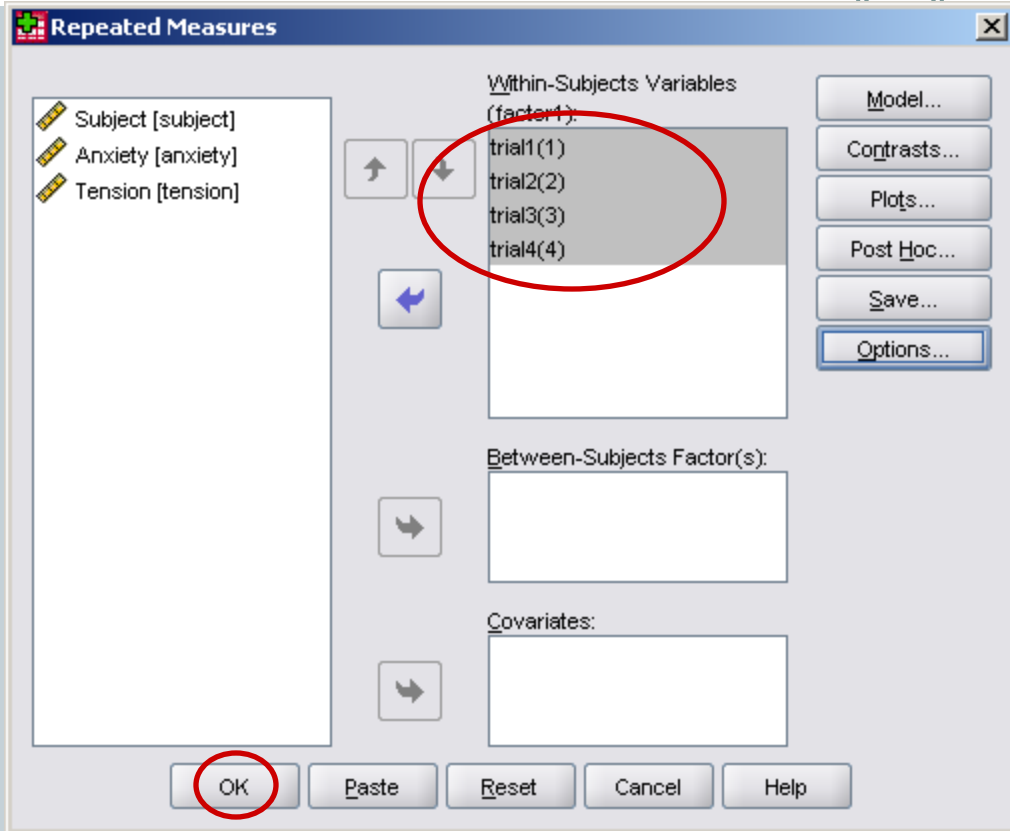 Repeated Measures
Subject [subject]
Anxiety [anxiety]
Tension [tension]
Within-Subjects Variables
(factor1):
trial1(1)
trial2(2)
trial3(3)
trial4(4)
Between-Subjects Factor(s):
Covariates:
Model...
Contrasts...
Plots...
Post Hoc...
Save...
Options...
OK
Paste
Reset
Cancel
Help